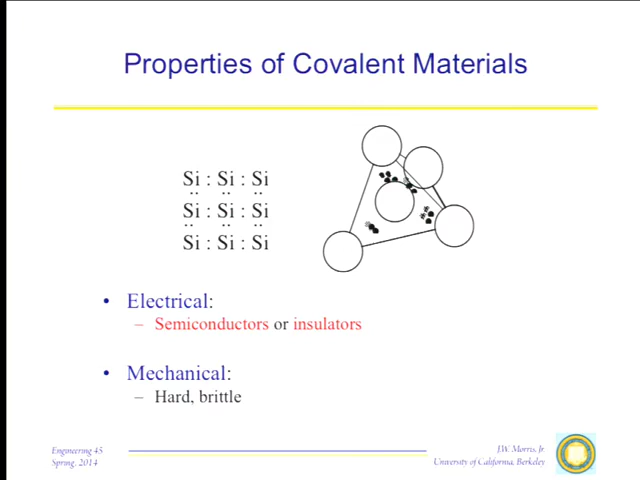 Properties of Covalent Materials
Si : Si : Si
.. .. ..
Si : Si : Si
.. .. ..
Si : Si : Si
• Electrical:
– Semiconductors or insulators
• Mechanical:
– Hard, brittle
Engineering 45
Spring, 2014
J.W. Morris, Jr
University of California, Berkeley